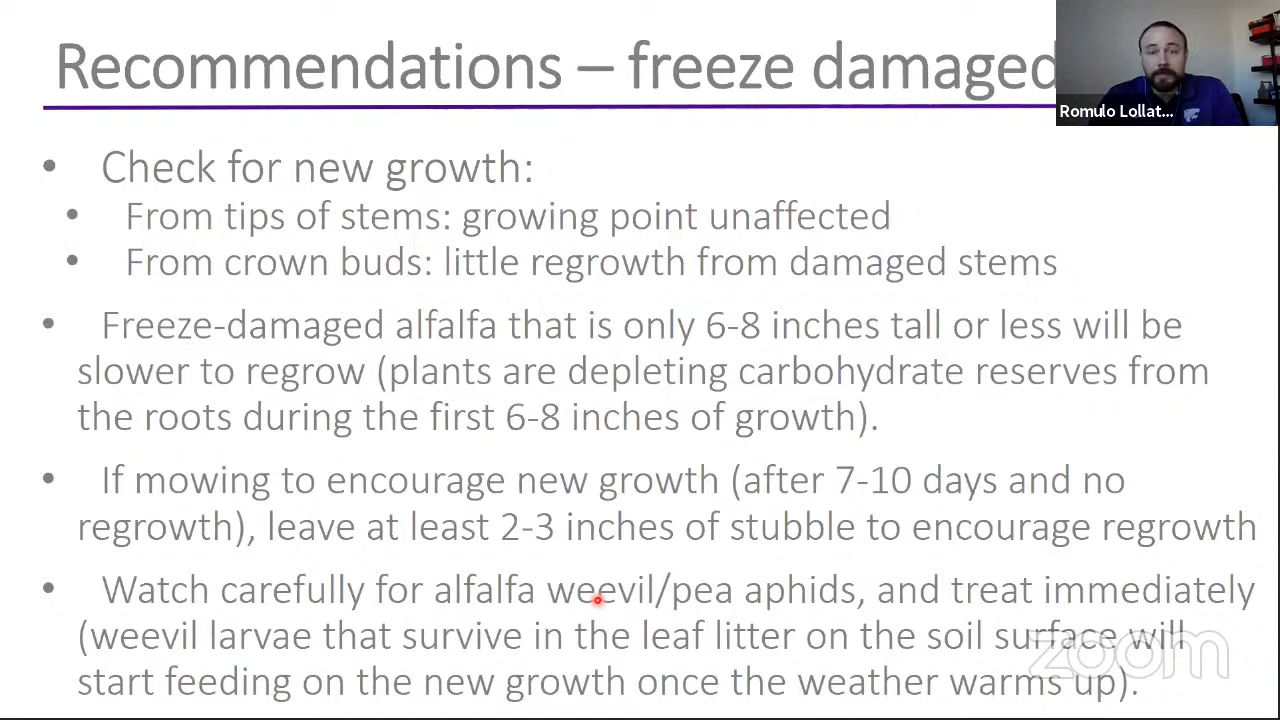 Recommendations – freeze damaged
Romulo Lollat...
• Check for new growth:
• From tips of stems: growing point unaffected
• From crown buds: little regrowth from damaged stems
• Freeze-damaged alfalfa that is only 6-8 inches tall or less will be
slower to regrow (plants are depleting carbohydrate reserves from
the roots during the first 6-8 inches of growth).
• If mowing to encourage new growth (after 7-10 days and no
regrowth), leave at least 2-3 inches of stubble to encourage regrowth
• Watch carefully for alfalfa weevil/pea aphids, and treat immediately
(weevil larvae that survive in the leaf litter on the soil surface will
start feeding on the new growth once the weather warms up).
zoom